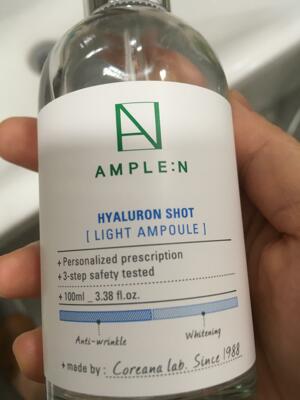 AMPLE:N
HYALURON SHOT
[ LIGHT AMPOULE ]
+ Personalized prescription
+ 3-step safety tested
+ 100ml _ 3.38 fl.oz.
Anti-wrinkle Whitening
+ made by : Coreana lab. Since 1988